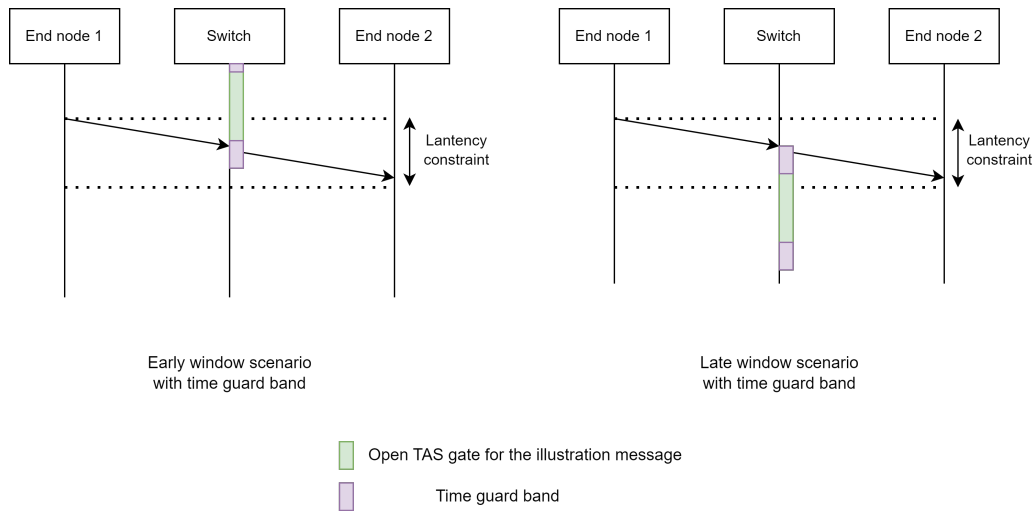 End node 1
Switch
End node 2
Lantency
constraint
Early window scenario
with time guard band
End node 1
Switch
End node 2
Lantency
constraint
Late window scenario
with time guard band
Open TAS gate for the illustration message
Time guard band